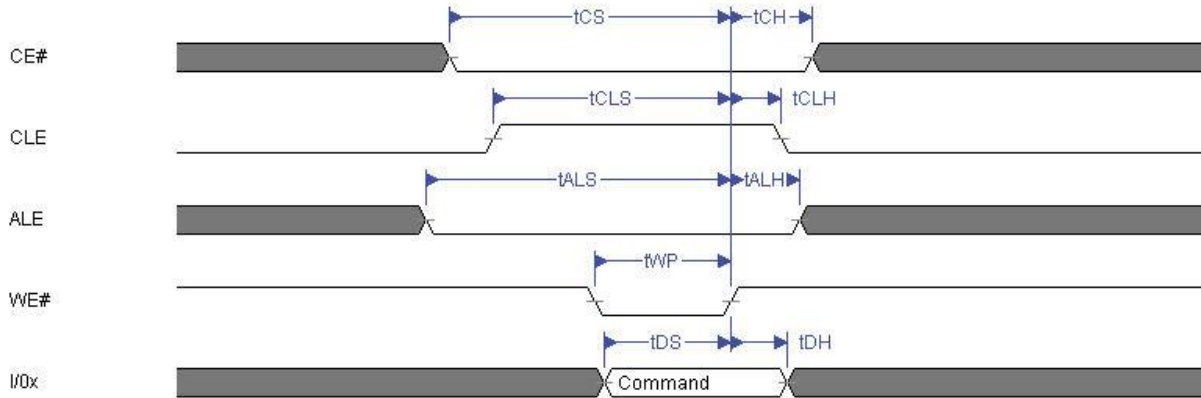 tCS tCH
CE#
tCLS tCLH
CLE
tALS tALH
ALE
tWP
WE#
tDS tDH
I/0x Command